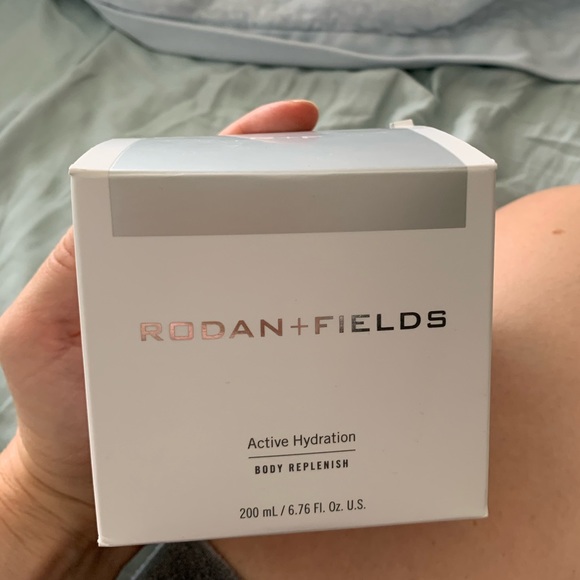 RODAN+FIELDS
Active Hydration
BODY REPLENISH
200 mL / 6.76 Fl. Oz. U.S.